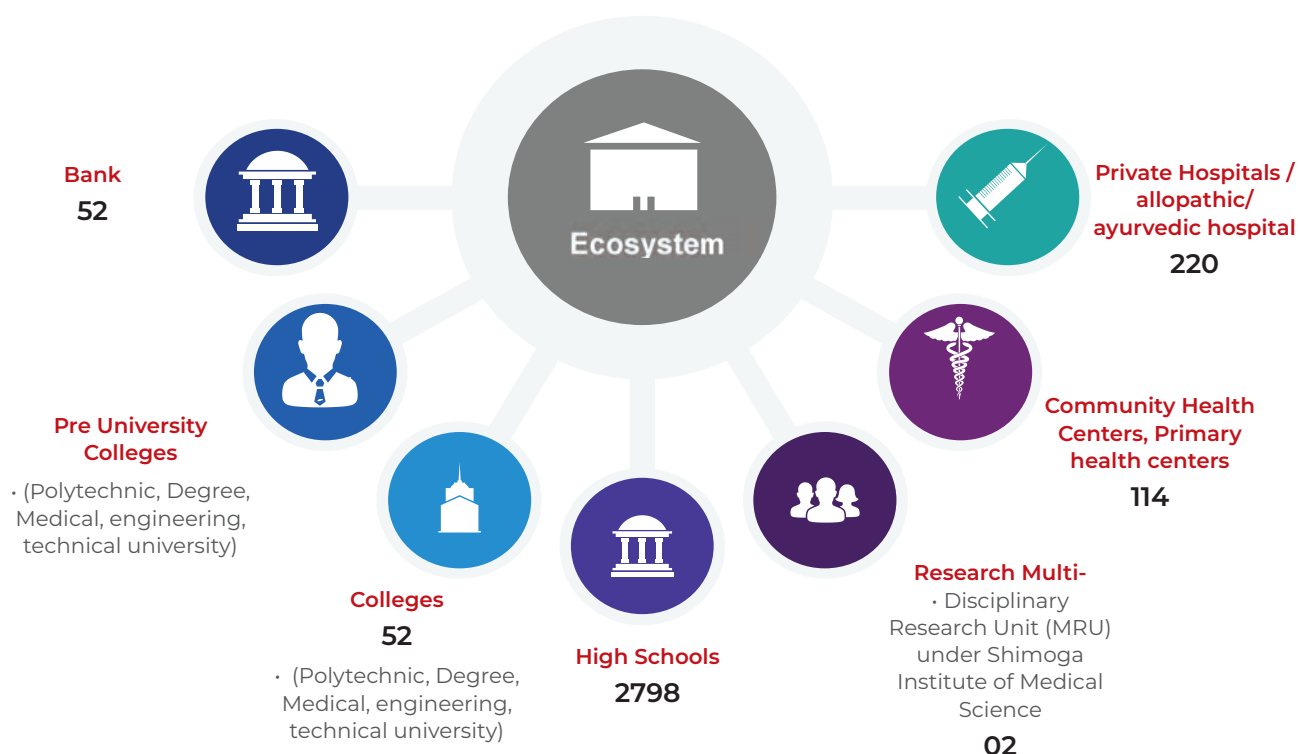 Ecosystem
Bank
52
Pre University
Colleges
• (Polytechnic, Degree,
Medical, engineering,
technical university)
Colleges
52
• (Polytechnic, Degree,
Medical, engineering,
technical university)
High Schools
2798
Research Multi-
• Disciplinary
Research Unit (MRU)
under Shimoga
Institute of Medical
Science
02
Community Health
Centers, Primary
health centers
114
Private Hospitals /
allopathic/
ayurvedic hospital
220